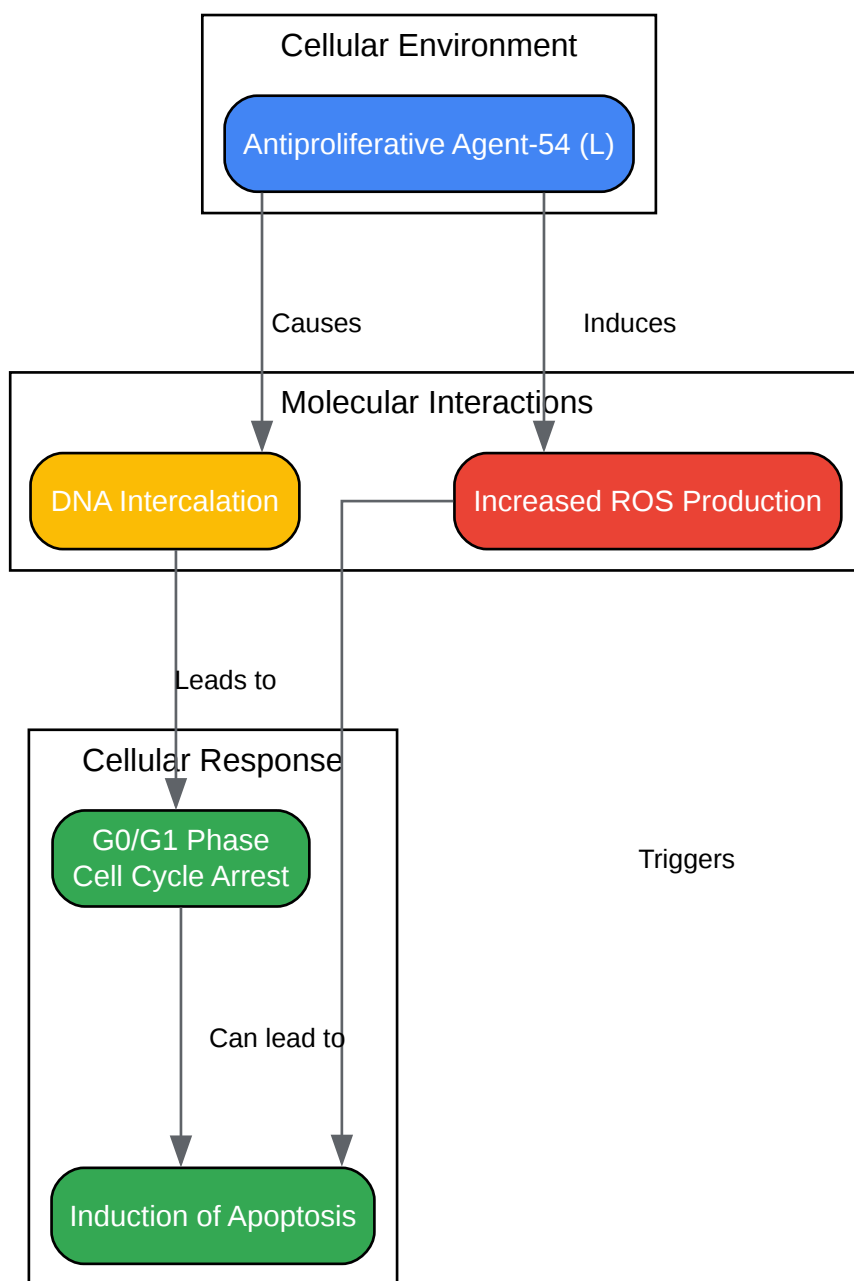 Cellular Environment
Antiproliferative Agent-54 (L)
Causes
Induces
Molecular Interactions
DNA Intercalation
Increased ROS Production
Leads to
Cellular Response
G0/G1 Phase
Cell Cycle Arrest
Triggers
Can lead to
Induction of Apoptosis